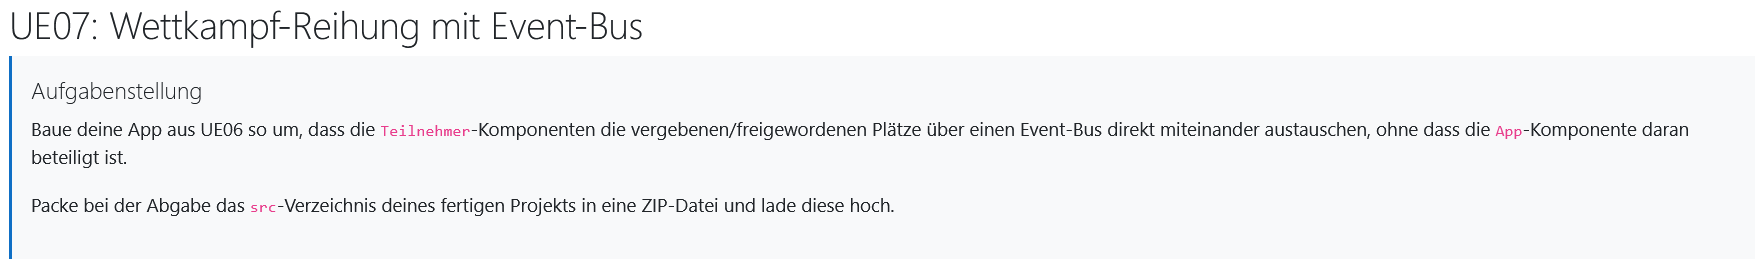 UE07: Wettkampf-Reihung mit Event-Bus
Aufgabenstellung
Baue deine App aus UE06 so um, dass die Teilnehmer-Komponenten die vergebenen/freigewordenen Plätze über einen Event-Bus direkt miteinander austauschen, ohne dass die App-Komponente daran
beteiligt ist.
Packe bei der Abgabe das src-Verzeichnis deines fertigen Projekts in eine ZIP-Datei und lade diese hoch.